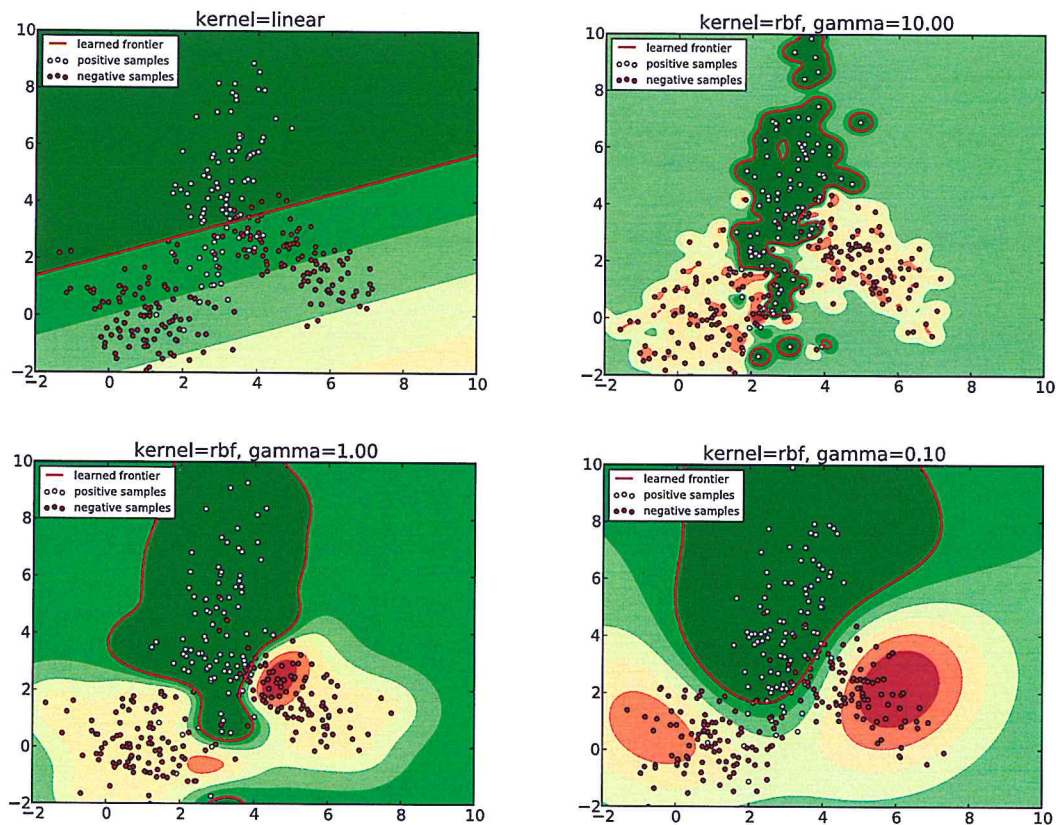 kernel=linear
10
8
6
4
2
0
−2
−2 0 2 4 6 8 10
learned frontier
positive samples
negative samples
kernel=rbf, gamma=10.00
10
8
6
4
2
0
−2
−2 0 2 4 6 8 10
learned frontier
positive samples
negative samples
kernel=rbf, gamma=1.00
10
8
6
4
2
0
−2
−2 0 2 4 6 8 10
learned frontier
positive samples
negative samples
kernel=rbf, gamma=0.10
10
8
6
4
2
0
−2
−2 0 2 4 6 8 10
learned frontier
positive samples
negative samples